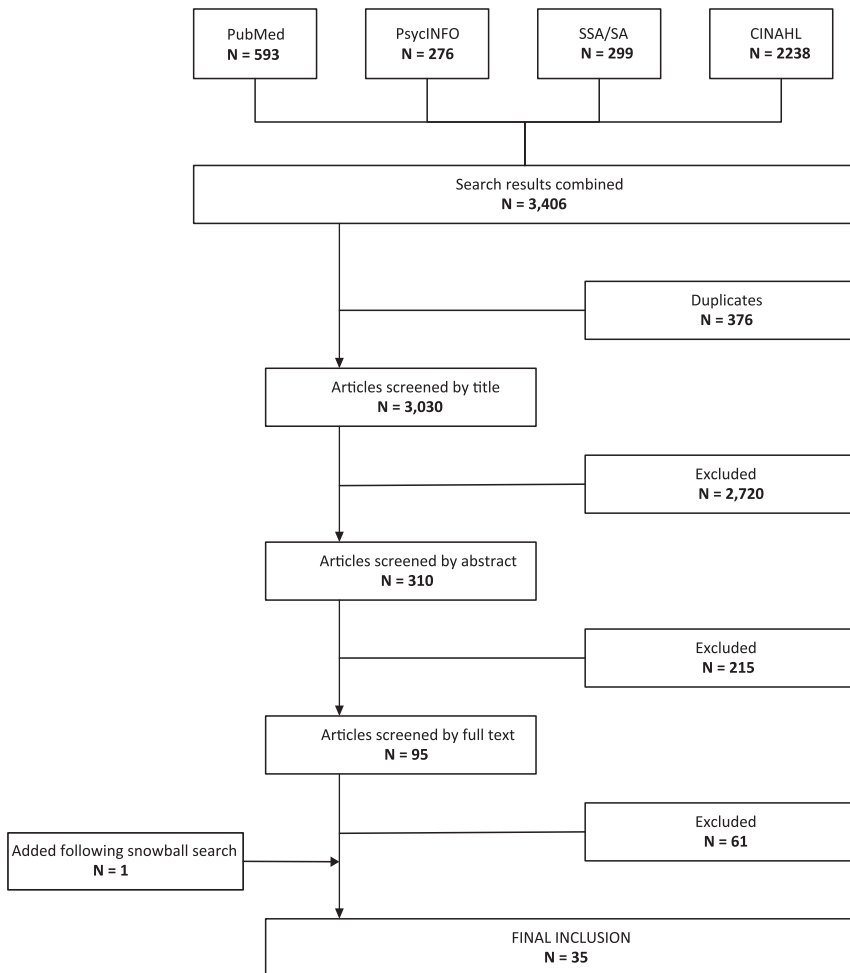 PubMed
N = 593
PsycINFO
N = 276
SSA/SA
N = 299
CINAHL
N = 2238
Search results combined
N = 3,406
Duplicates
N = 376
Articles screened by title
N = 3,030
Excluded
N = 2,720
Articles screened by abstract
N = 310
Excluded
N = 215
Articles screened by full text
N = 95
Excluded
N = 61
Added following snowball search
N = 1
FINAL INCLUSION
N = 35